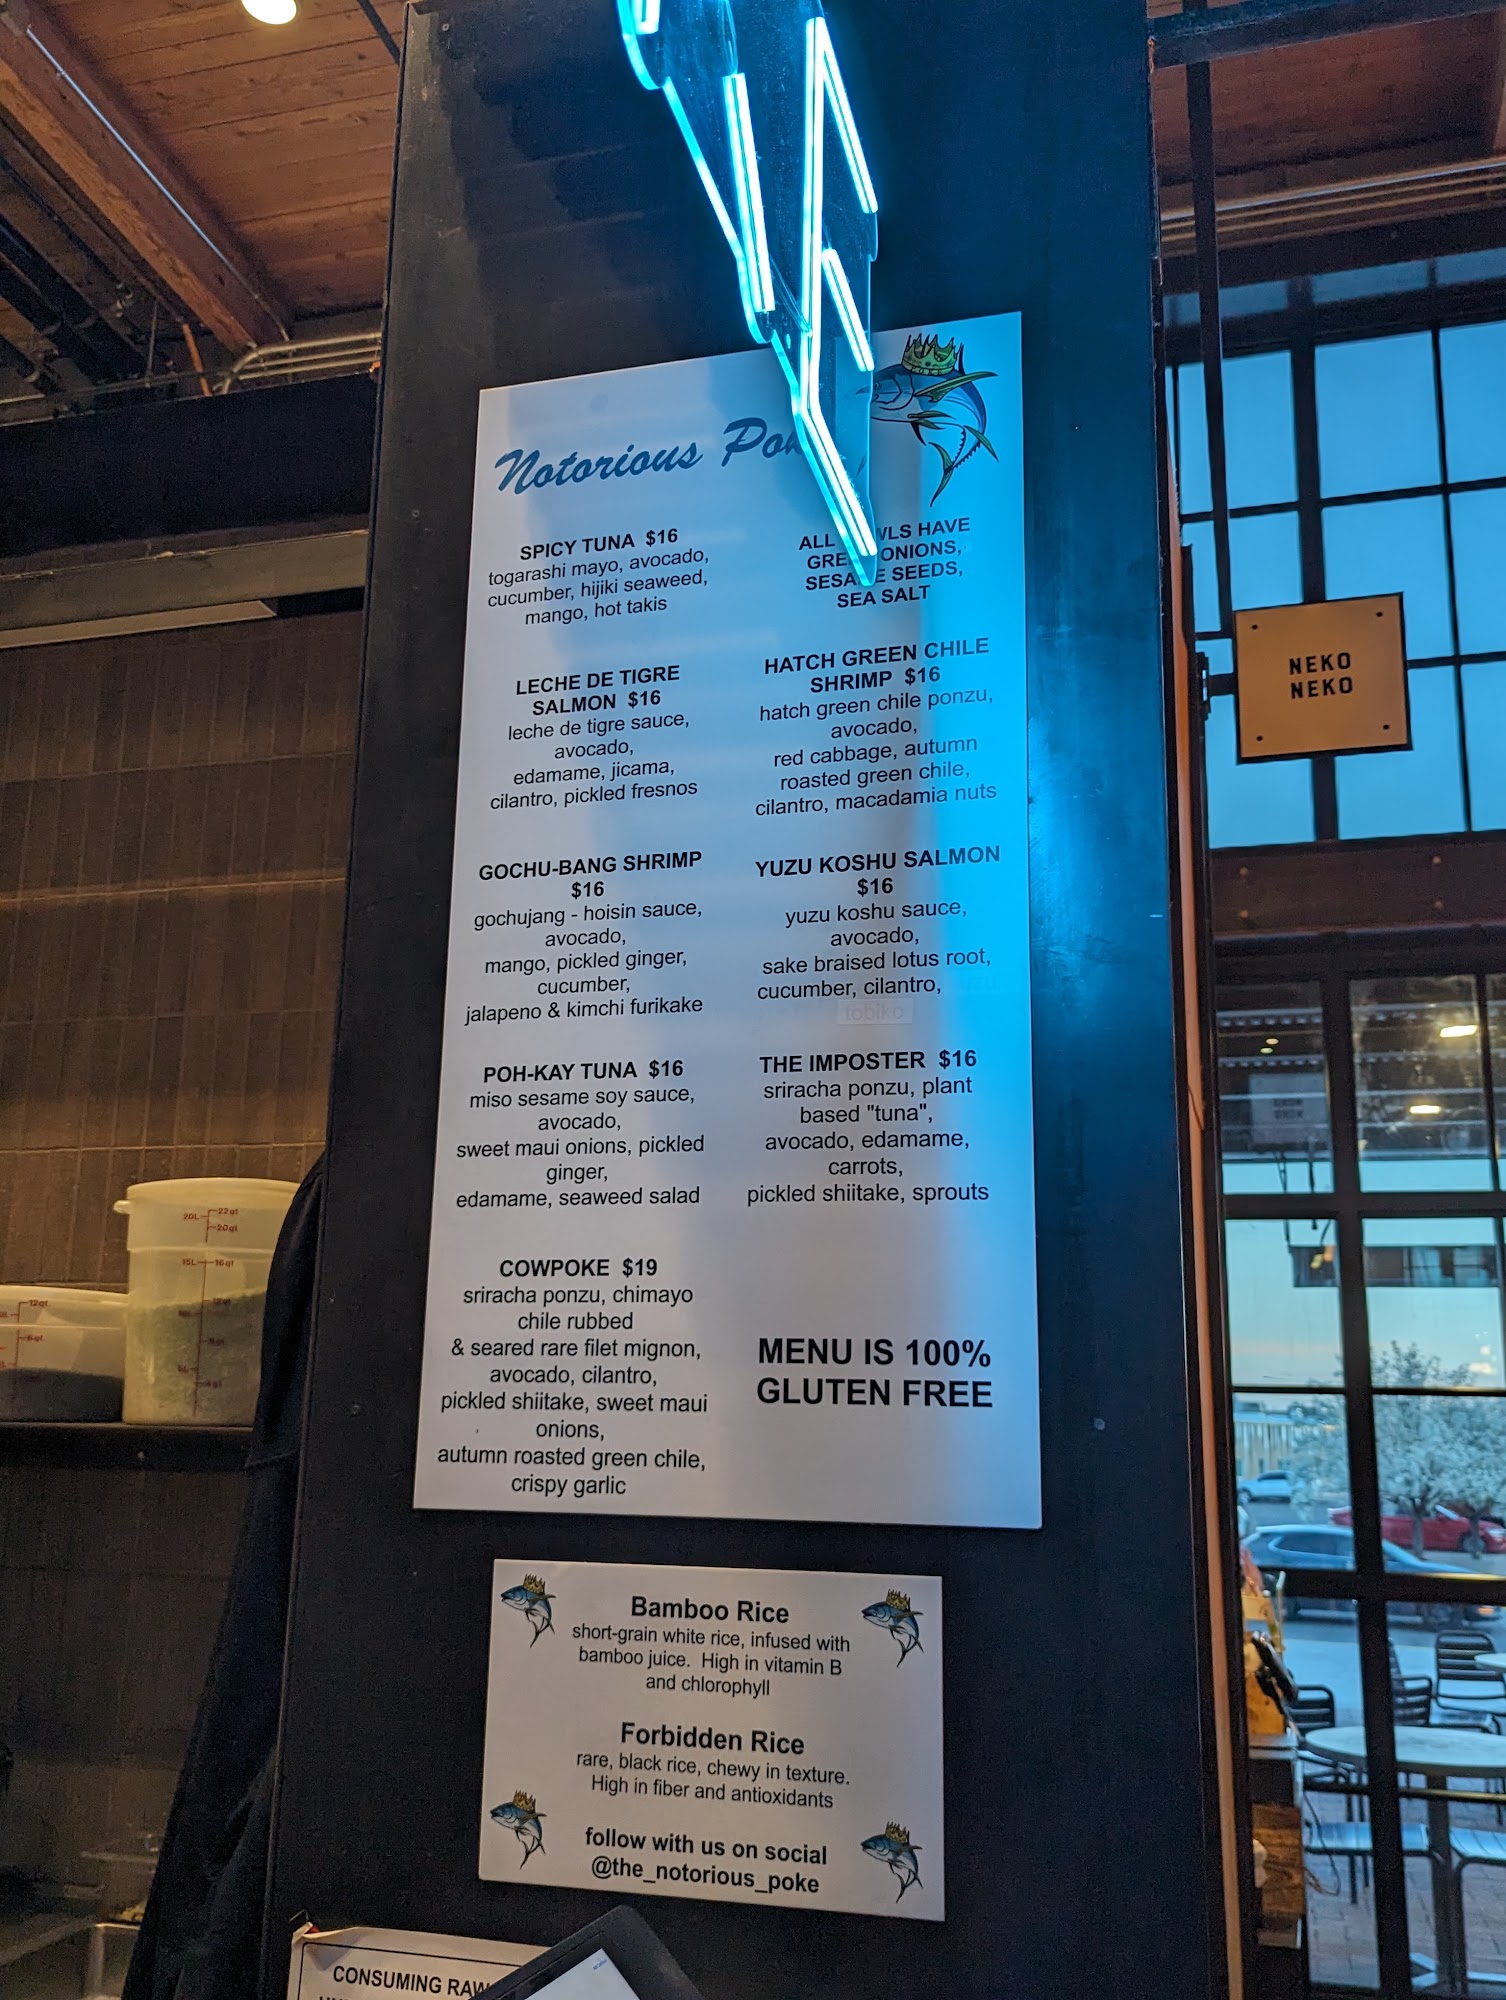 Notorious
SPICY TUNA $16
togarashi mayo, avocado,
cucumber, hijiki seaweed,
mango, hot takis
LECHE DE TIGRE
SALMON $16
leche de tigre sauce,
avocado,
edamame, jicama,
cilantro, pickled fresnos
GOCHU-BANG SHRIMP
$16
gochujang - hoisin sauce,
avocado,
mango, pickled ginger,
cucumber,
jalapeno & kimchi furikake
POH-KAY TUNA $16
miso sesame soy sauce,
avocado,
sweet maui onions, pickled
ginger,
edamame, seaweed salad
COWPOKE $19
sriracha ponzu, chimayo
chile rubbed
& seared rare filet mignon,
avocado, cilantro,
pickled shiitake, sweet maui
onions,
autumn roasted green chile,
crispy garlic
ALL HAVE
ONIONS,
SEEDS,
SEA SALT
HATCH GREEN CHILE
SHRIMP $16
hatch green chile ponzu,
avocado,
red cabbage, autumn
roasted green chile,
cilantro, macadamia nuts
YUZU KOSHU SALMON
$16
yuzu koshu sauce,
avocado,
sake braised lotus root,
cucumber, cilantro,
tobiko
THE IMPOSTER $16
sriracha ponzu, plant
based "tuna",
avocado, edamame,
carrots,
pickled shiitake, sprouts
MENU IS 100%
GLUTEN FREE
Bamboo Rice
short-grain white rice, infused with
bamboo juice. High in vitamin B
and chlorophyll
Forbidden Rice
rare, black rice, chewy in texture.
High in fiber and antioxidants
follow with us on social
@the_notorious_poke
CONSUMING RAW
NEKO
NEKO